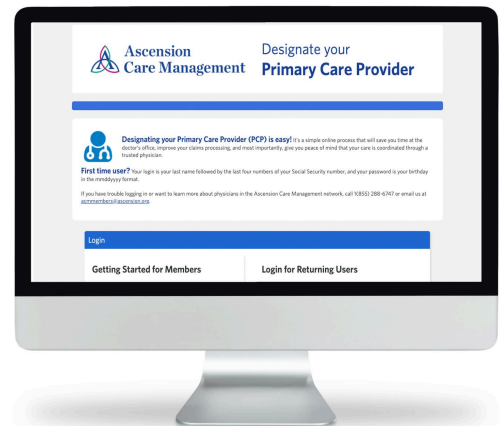 Ascension
Care Management
Designate your
Primary Care Provider
Designating your Primary Care Provider (PCP) is easy! It's a simple online process that will save you time at the
doctor's office, improve your claims processing, and most importantly, give you peace of mind that your care is coordinated through a
trusted physician.
First time user? Your login is your last name followed by the last four numbers of your Social Security number, and your password is your birthday
in the mmddyyyy format.
If you have trouble logging in or want to learn more about physicians in the Ascension Care Management network, call 1(855) 288-6747 or email us at
acmmembers@ascension.org.
Login
Getting Started for Members
Login for Returning Users